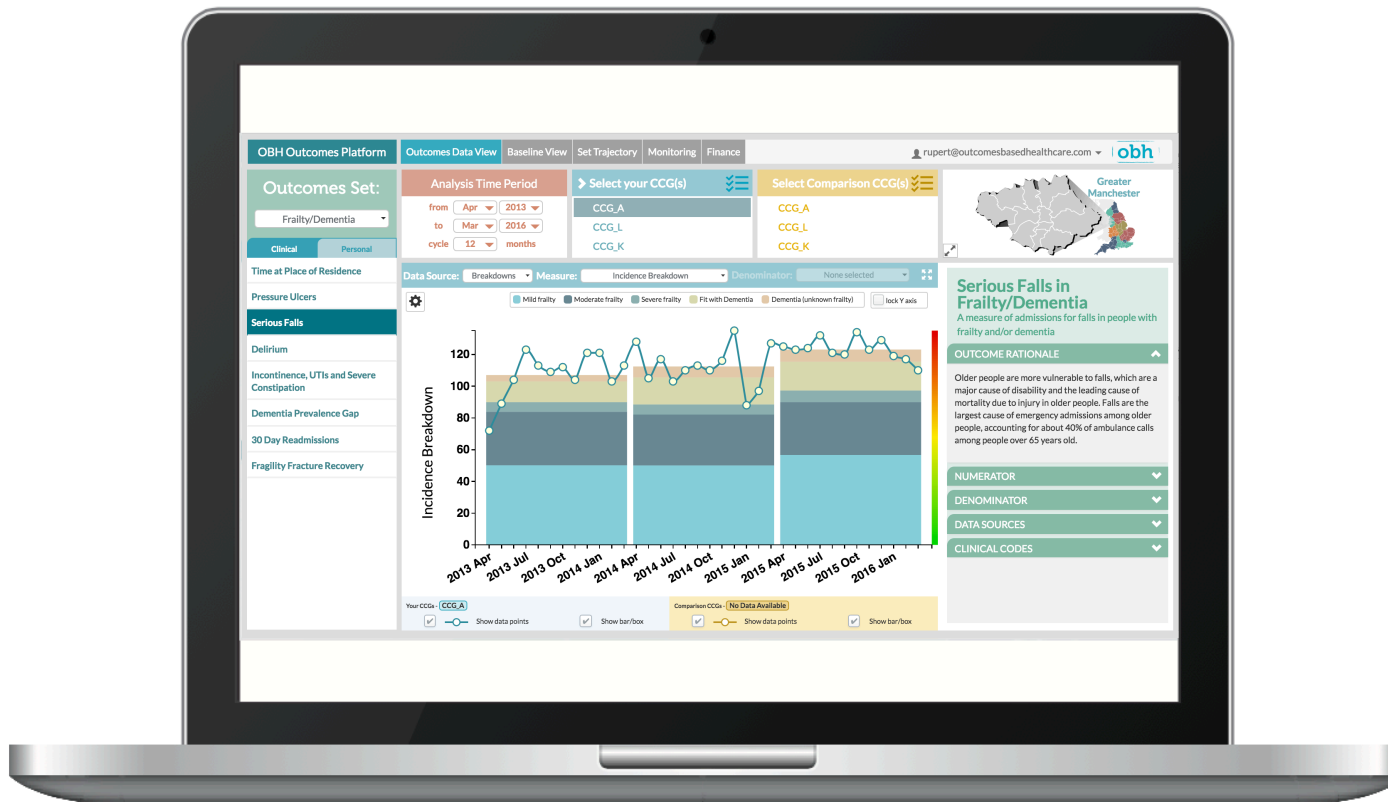 OBH Outcomes Platform
Outcomes Data View
Baseline View
Set Trajectory
Monitoring
Finance
rupert@outcomesbasedhealthcare.com
obh
Outcomes Set:
Frailty/Dementia
Clinical
Personal
Analysis Time Period
from Apr 2013
to Mar 2016
cycle 12 months
Select your CCG(s)
CCG_A
CCG_L
CCG_K
Select Comparison CCG(s)
CCG_A
CCG_L
CCG_K
Greater
Manchester
Time at Place of Residence
Pressure Ulcers
Serious Falls
Delirium
Incontinence, UTIs and Severe
Constipation
Dementia Prevalence Gap
30 Day Readmissions
Fragility Fracture Recovery
Data Source: Breakdowns Measure: Incidence Breakdown Denominator: None selected
Mild frailty
Moderate frailty
Severe frailty
Fit with Dementia
Dementia (unknown frailty)
lock Y axis
Incidence Breakdown
120
100
80
60
40
20
0
2013 Apr
2013 Jul
2013 Oct
2014 Jan
2014 Apr
2014 Jul
2014 Oct
2015 Jan
2015 Apr
2015 Jul
2015 Oct
2016 Jan
Your CCGs - CCG_A
Show data points
Show bar/box
Comparison CCGs - No Data Available
Show data points
Show bar/box
Serious Falls in
Frailty/Dementia
A measure of admissions for falls in people with
frailty and/or dementia
OUTCOME RATIONALE
Older people are more vulnerable to falls, which are a
major cause of disability and the leading cause of
mortality due to injury in older people. Falls are the
largest cause of emergency admissions among older
people, accounting for about 40% of ambulance calls
among people over 65 years old.
NUMERATOR
DENOMINATOR
DATA SOURCES
CLINICAL CODES